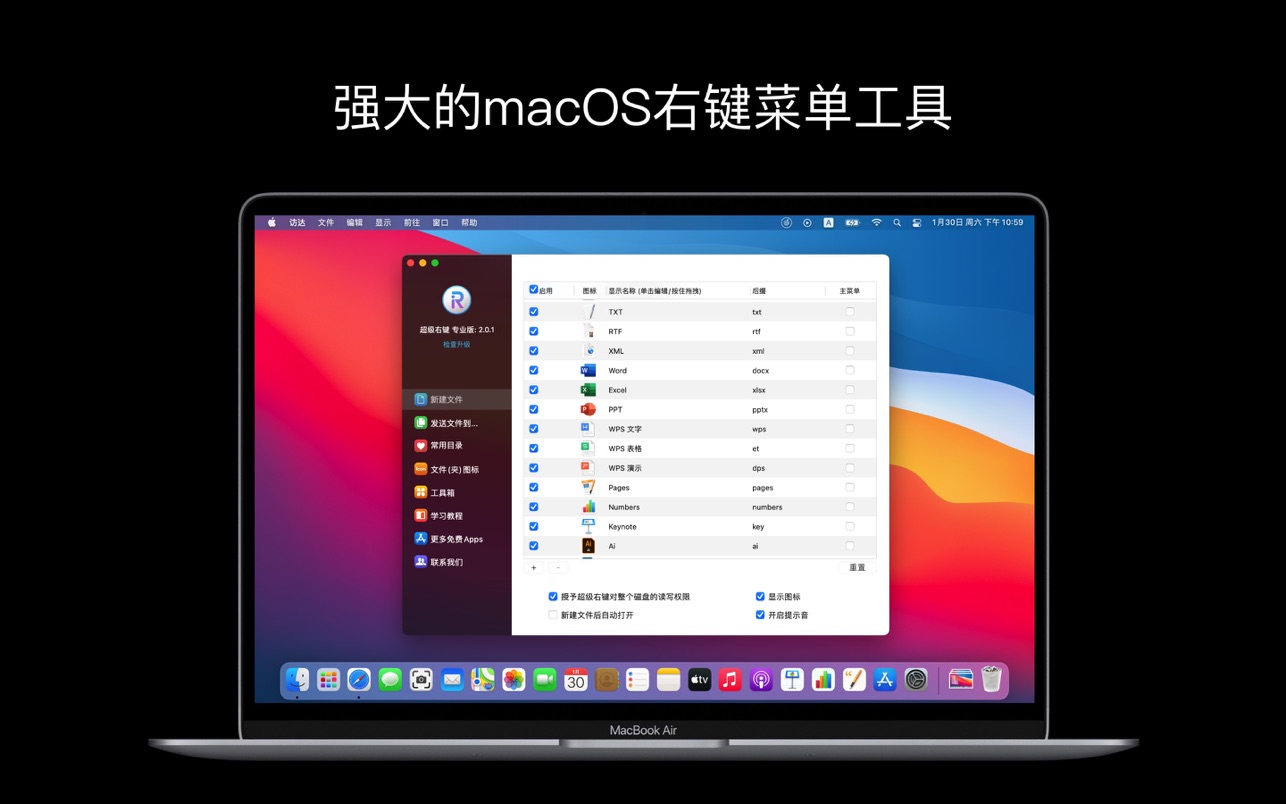 强大的macOS右键菜单工具
访达 文件 编辑 显示 前往 窗口 帮助 A 1月30日 周六 下午10:59
超级右键 专业版: 2.0.1
检查升级
新建文件
发送文件到...
常用目录
文件(夹)图标
工具箱
学习教程
更多免费Apps
联系我们
启用 图标 显示名称 (单击编辑/按住拖拽) 后缀 主菜单
TXT txt
RTF rtf
XML xml
Word docx
Excel xlsx
PPT pptx
WPS 文字 wps
WPS 表格 et
WPS 演示 dps
Pages pages
Numbers numbers
Keynote key
Ai ai
+ - 重置
授予超级右键对整个磁盘的读写权限 显示图标
新建文件后自动打开 开启提示音
30 tv
MacBook Air